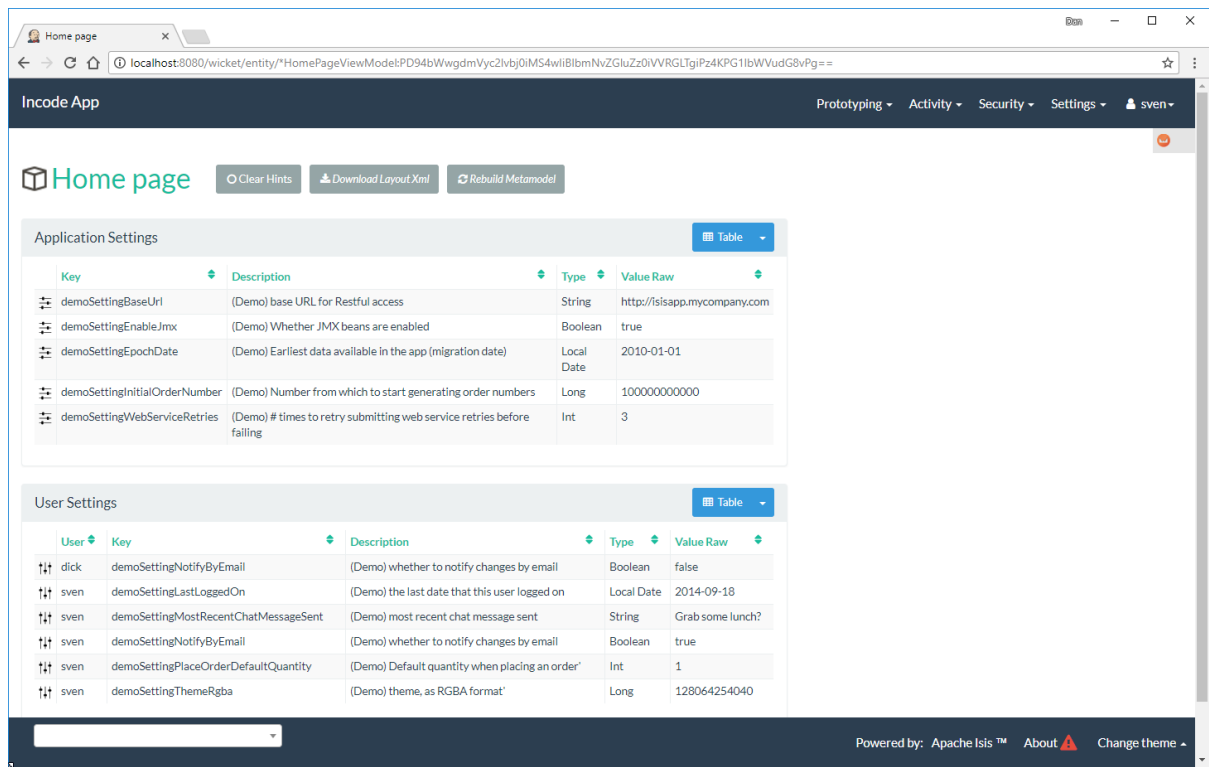 Dan
Home page
localhost:8080/wicket/entity/*HomePageViewModel:PD94bWwgdmVyc2lvbj0iMS4wIiBlbmNvZGluZz0iVVRGLTgiPz4KPG1lbWVudG8vPg==
Incode App
Prototyping Activity Security Settings sven
Home page Clear Hints Download Layout Xml Rebuild Metamodel
Application Settings Table
Key Description Type Value Raw
demoSettingBaseUrl (Demo) base URL for Restful access String http://isisapp.mycompany.com
demoSettingEnableJmx (Demo) Whether JMX beans are enabled Boolean true
demoSettingEpochDate (Demo) Earliest data available in the app (migration date) Local 2010-01-01
Date
demoSettingInitialOrderNumber (Demo) Number from which to start generating order numbers Long 100000000000
demoSettingWebServiceRetries (Demo) # times to retry submitting web service retries before Int 3
failing
User Settings Table
User Key Description Type Value Raw
dick demoSettingNotifyByEmail (Demo) whether to notify changes by email Boolean false
sven demoSettingLastLoggedOn (Demo) the last date that this user logged on Local Date 2014-09-18
sven demoSettingMostRecentChatMessageSent (Demo) most recent chat message sent String Grab some lunch?
sven demoSettingNotifyByEmail (Demo) whether to notify changes by email Boolean true
sven demoSettingPlaceOrderDefaultQuantity (Demo) Default quantity when placing an order' Int 1
sven demoSettingThemeRgba (Demo) theme, as RGBA format' Long 128064254040
Powered by: Apache Isis ™ About Change theme